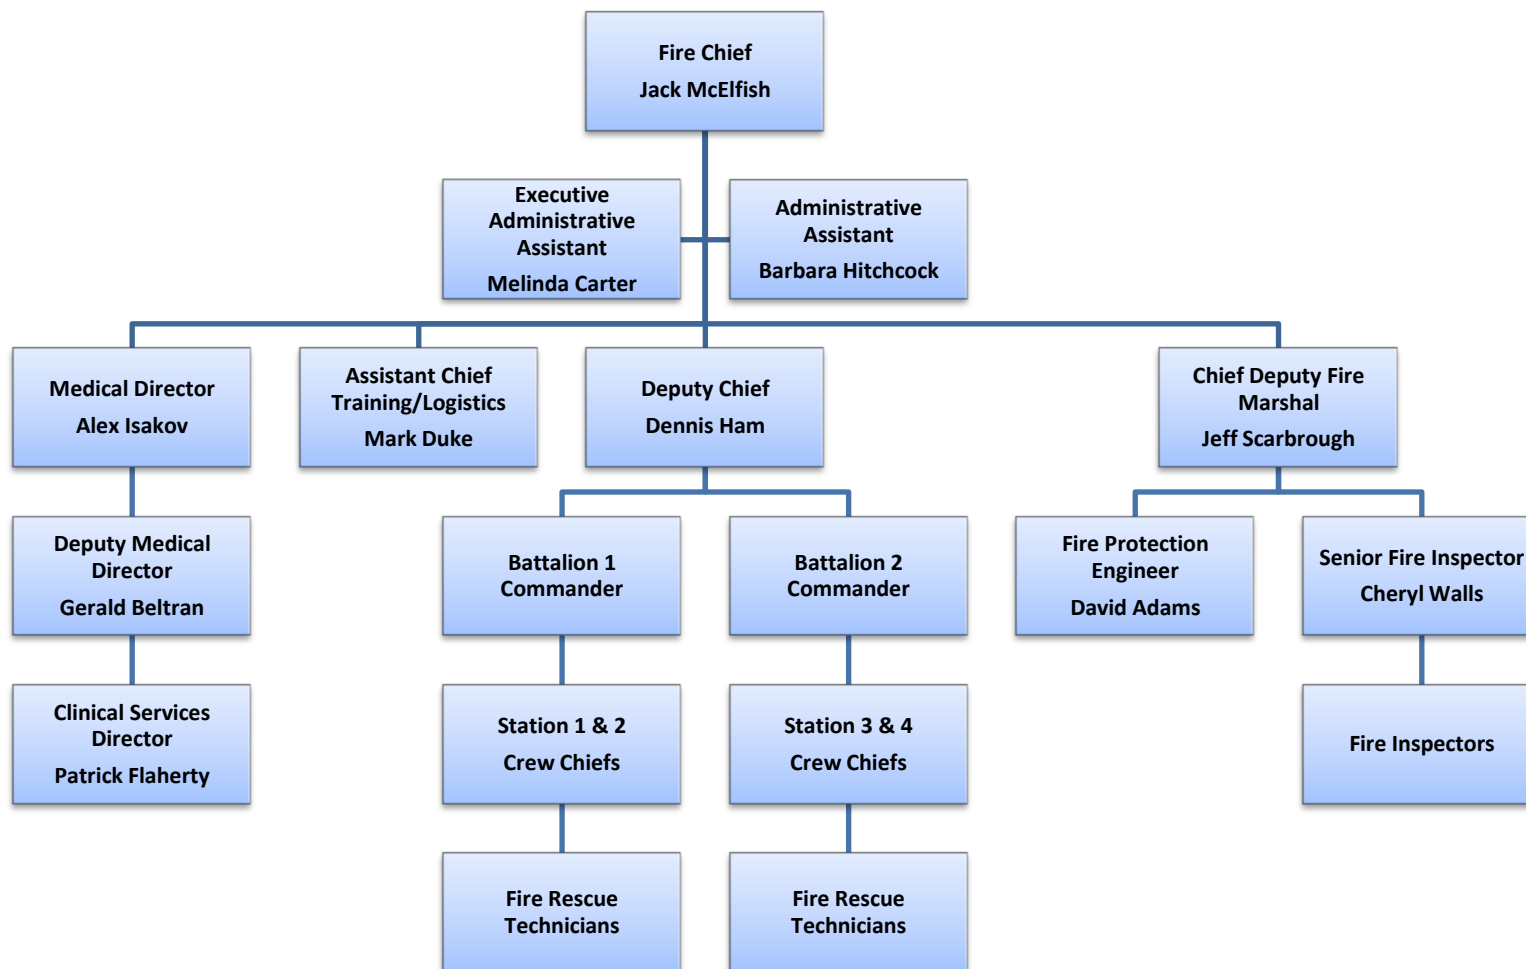 Fire Chief
Jack McElfish
Executive
Administrative
Assistant
Melinda Carter
Administrative
Assistant
Barbara Hitchcock
Medical Director
Alex Isakov
Assistant Chief
Training/Logistics
Mark Duke
Deputy Chief
Dennis Ham
Chief Deputy Fire
Marshal
Jeff Scarbrough
Deputy Medical
Director
Gerald Beltran
Battalion 1
Commander
Battalion 2
Commander
Fire Protection
Engineer
David Adams
Senior Fire Inspector
Cheryl Walls
Clinical Services
Director
Patrick Flaherty
Station 1 & 2
Crew Chiefs
Station 3 & 4
Crew Chiefs
Fire Inspectors
Fire Rescue
Technicians
Fire Rescue
Technicians